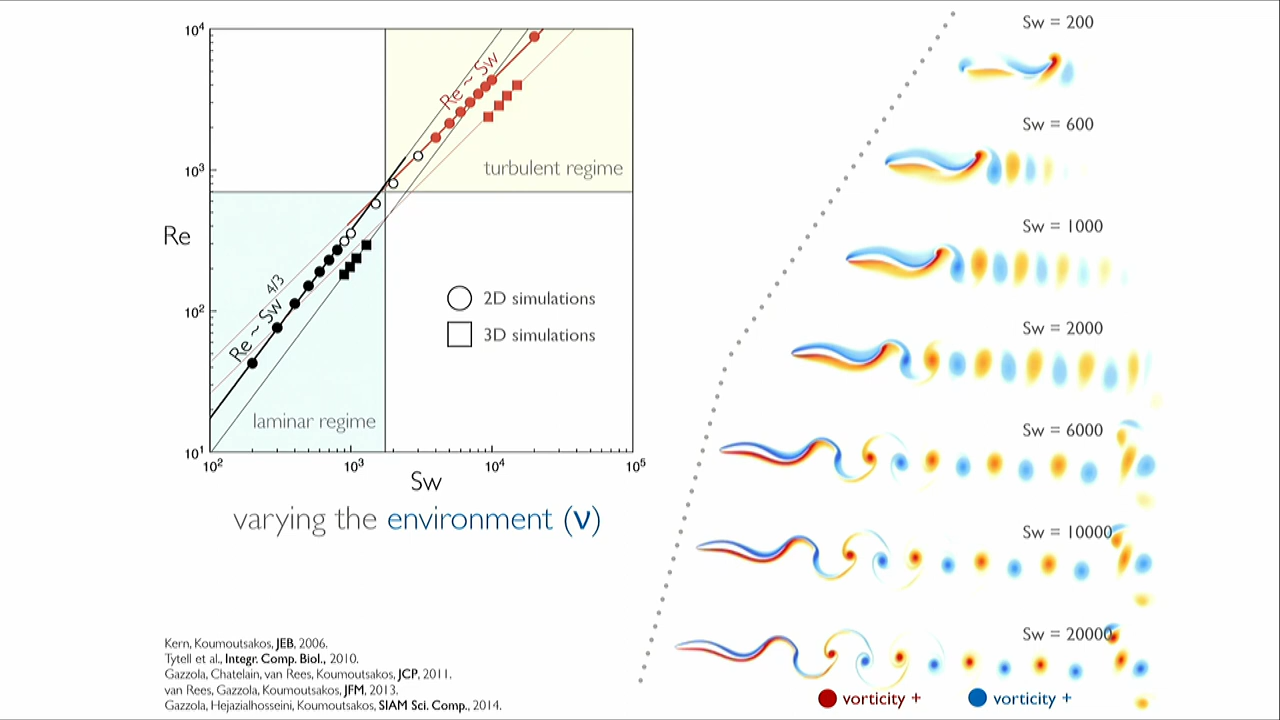 Sw = 200
10⁴
Re ~ Sw
Sw = 600
10³
turbulent regime
Sw = 1000
Re
Re ~ Sw 4/3
2D simulations
10²
Sw = 2000
3D simulations
laminar regime
Sw = 6000
10¹
10² 10³ 10⁴ 10⁵
Sw
varying the environment (ν)
Sw = 10000
Sw = 20000
Kern, Koumoutsakos, JEB, 2006.
Tytell et al., Integr. Comp. Biol., 2010.
Gazzola, Chatelain, van Rees, Koumoutsakos, JCP, 2011.
van Rees, Gazzola, Koumoutsakos, JFM, 2013.
Gazzola, Hejazialhosseini, Koumoutsakos, SIAM Sci. Comp., 2014.
vorticity + vorticity +